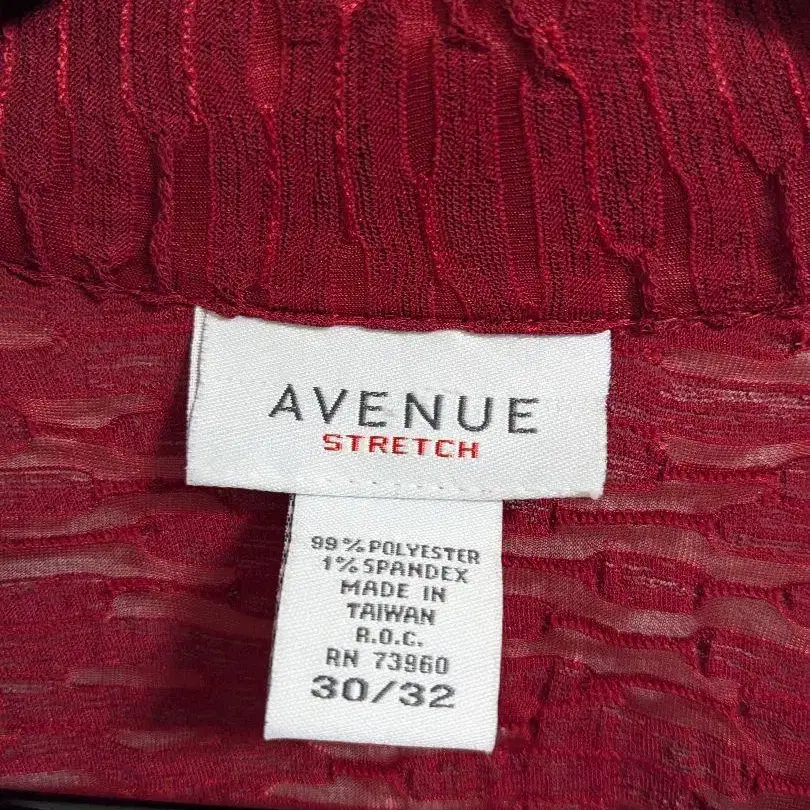 AVENUE
STRETCH
99% POLYESTER
1% SPANDEX
MADE IN
TAIWAN
R.O.C.
RN 73960
30/32